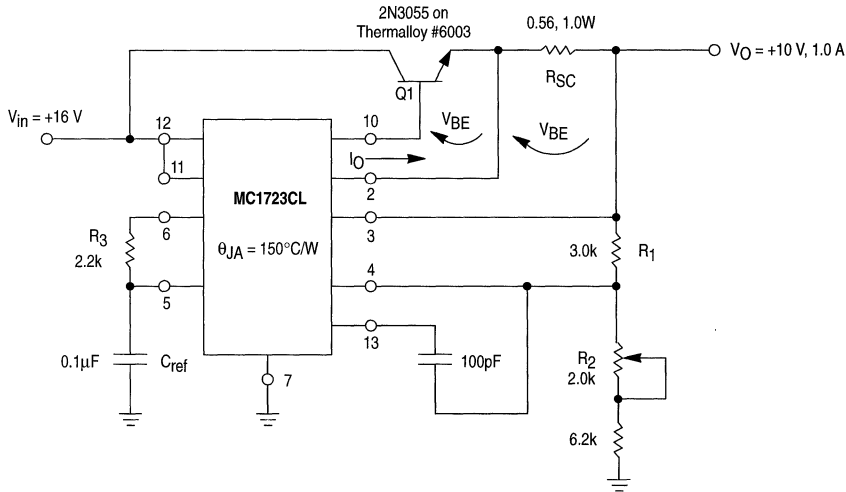 2N3055 on
Thermalloy #6003
0.56, 1.0W
RSC
VO = +10 V, 1.0 A
Q1
Vin = +16 V
12
10
VBE
VBE
11
IO
2
MC1723CL
θJA = 150°C/W
6
3
R3
2.2k
3.0k
R1
5
4
13
0.1μF
Cref
100pF
R2
2.0k
7
6.2k